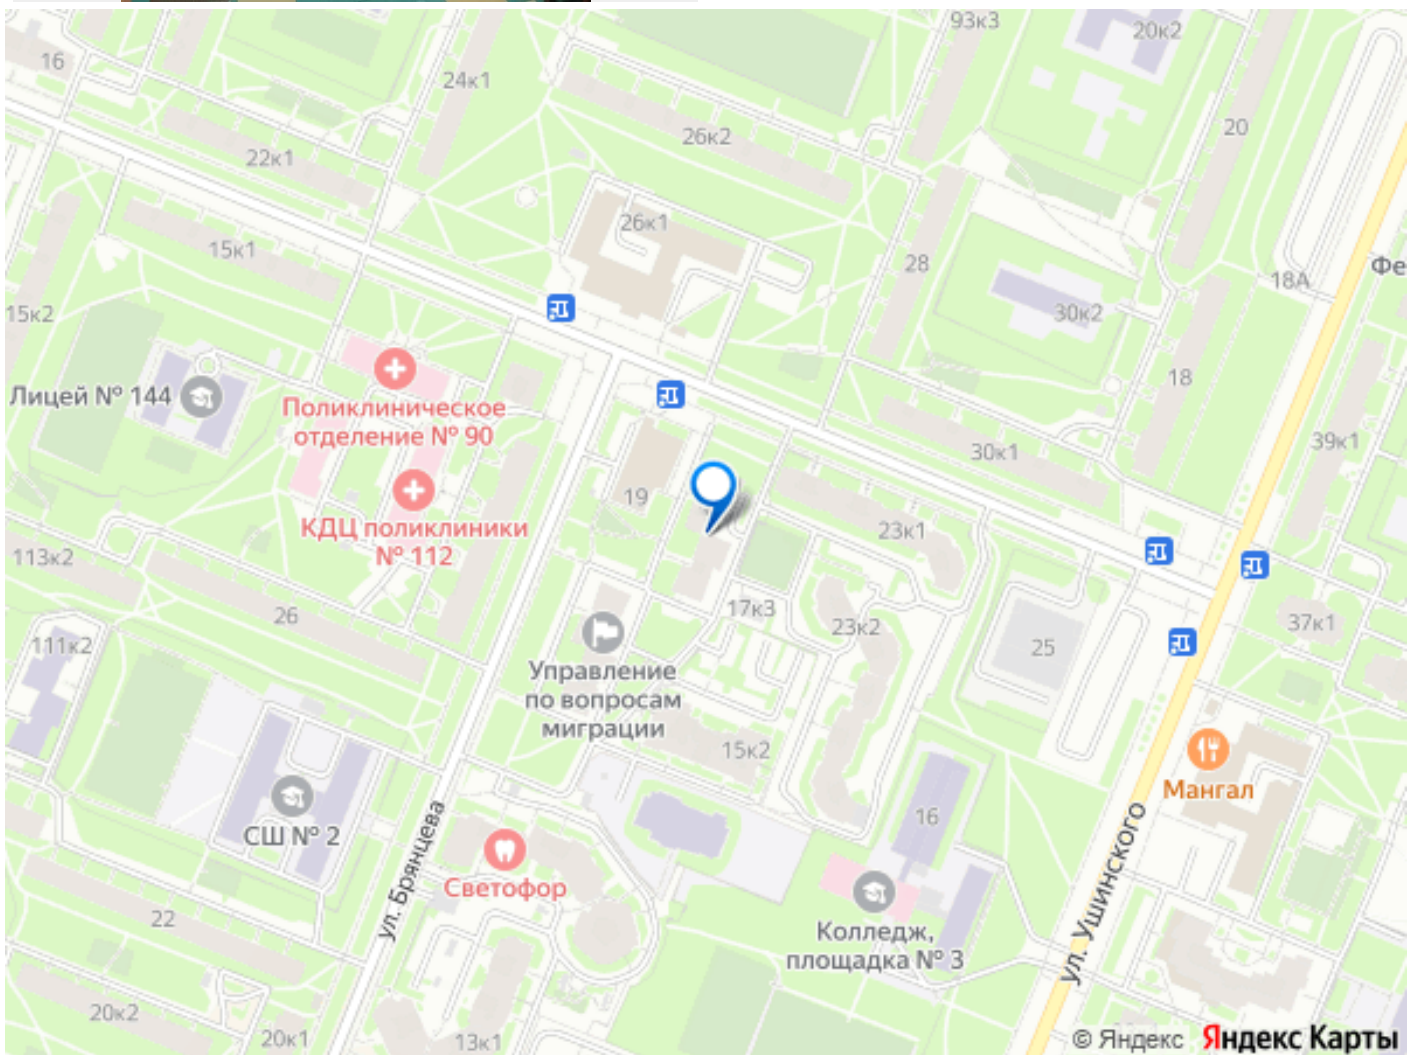 93к3
20к2
16
24к1
20
26к2
22к1
26к1
15к1
28
Фе
18А
15к2
30к2
18
Лицей № 144
Поликлиническое
отделение № 90
39к1
30к1
19
КДЦ поликлиники
№ 112
23к1
113к2
26
17к3
23к2
37к1
111к2
25
Управление
по вопросам
миграции
15к2
Мангал
16
СШ № 2
ул. Брянцева
Светофор
ул. Ушинского
22
Колледж,
площадка № 3
20к2
20к1
13к1
© Яндекс Яндекс Карты